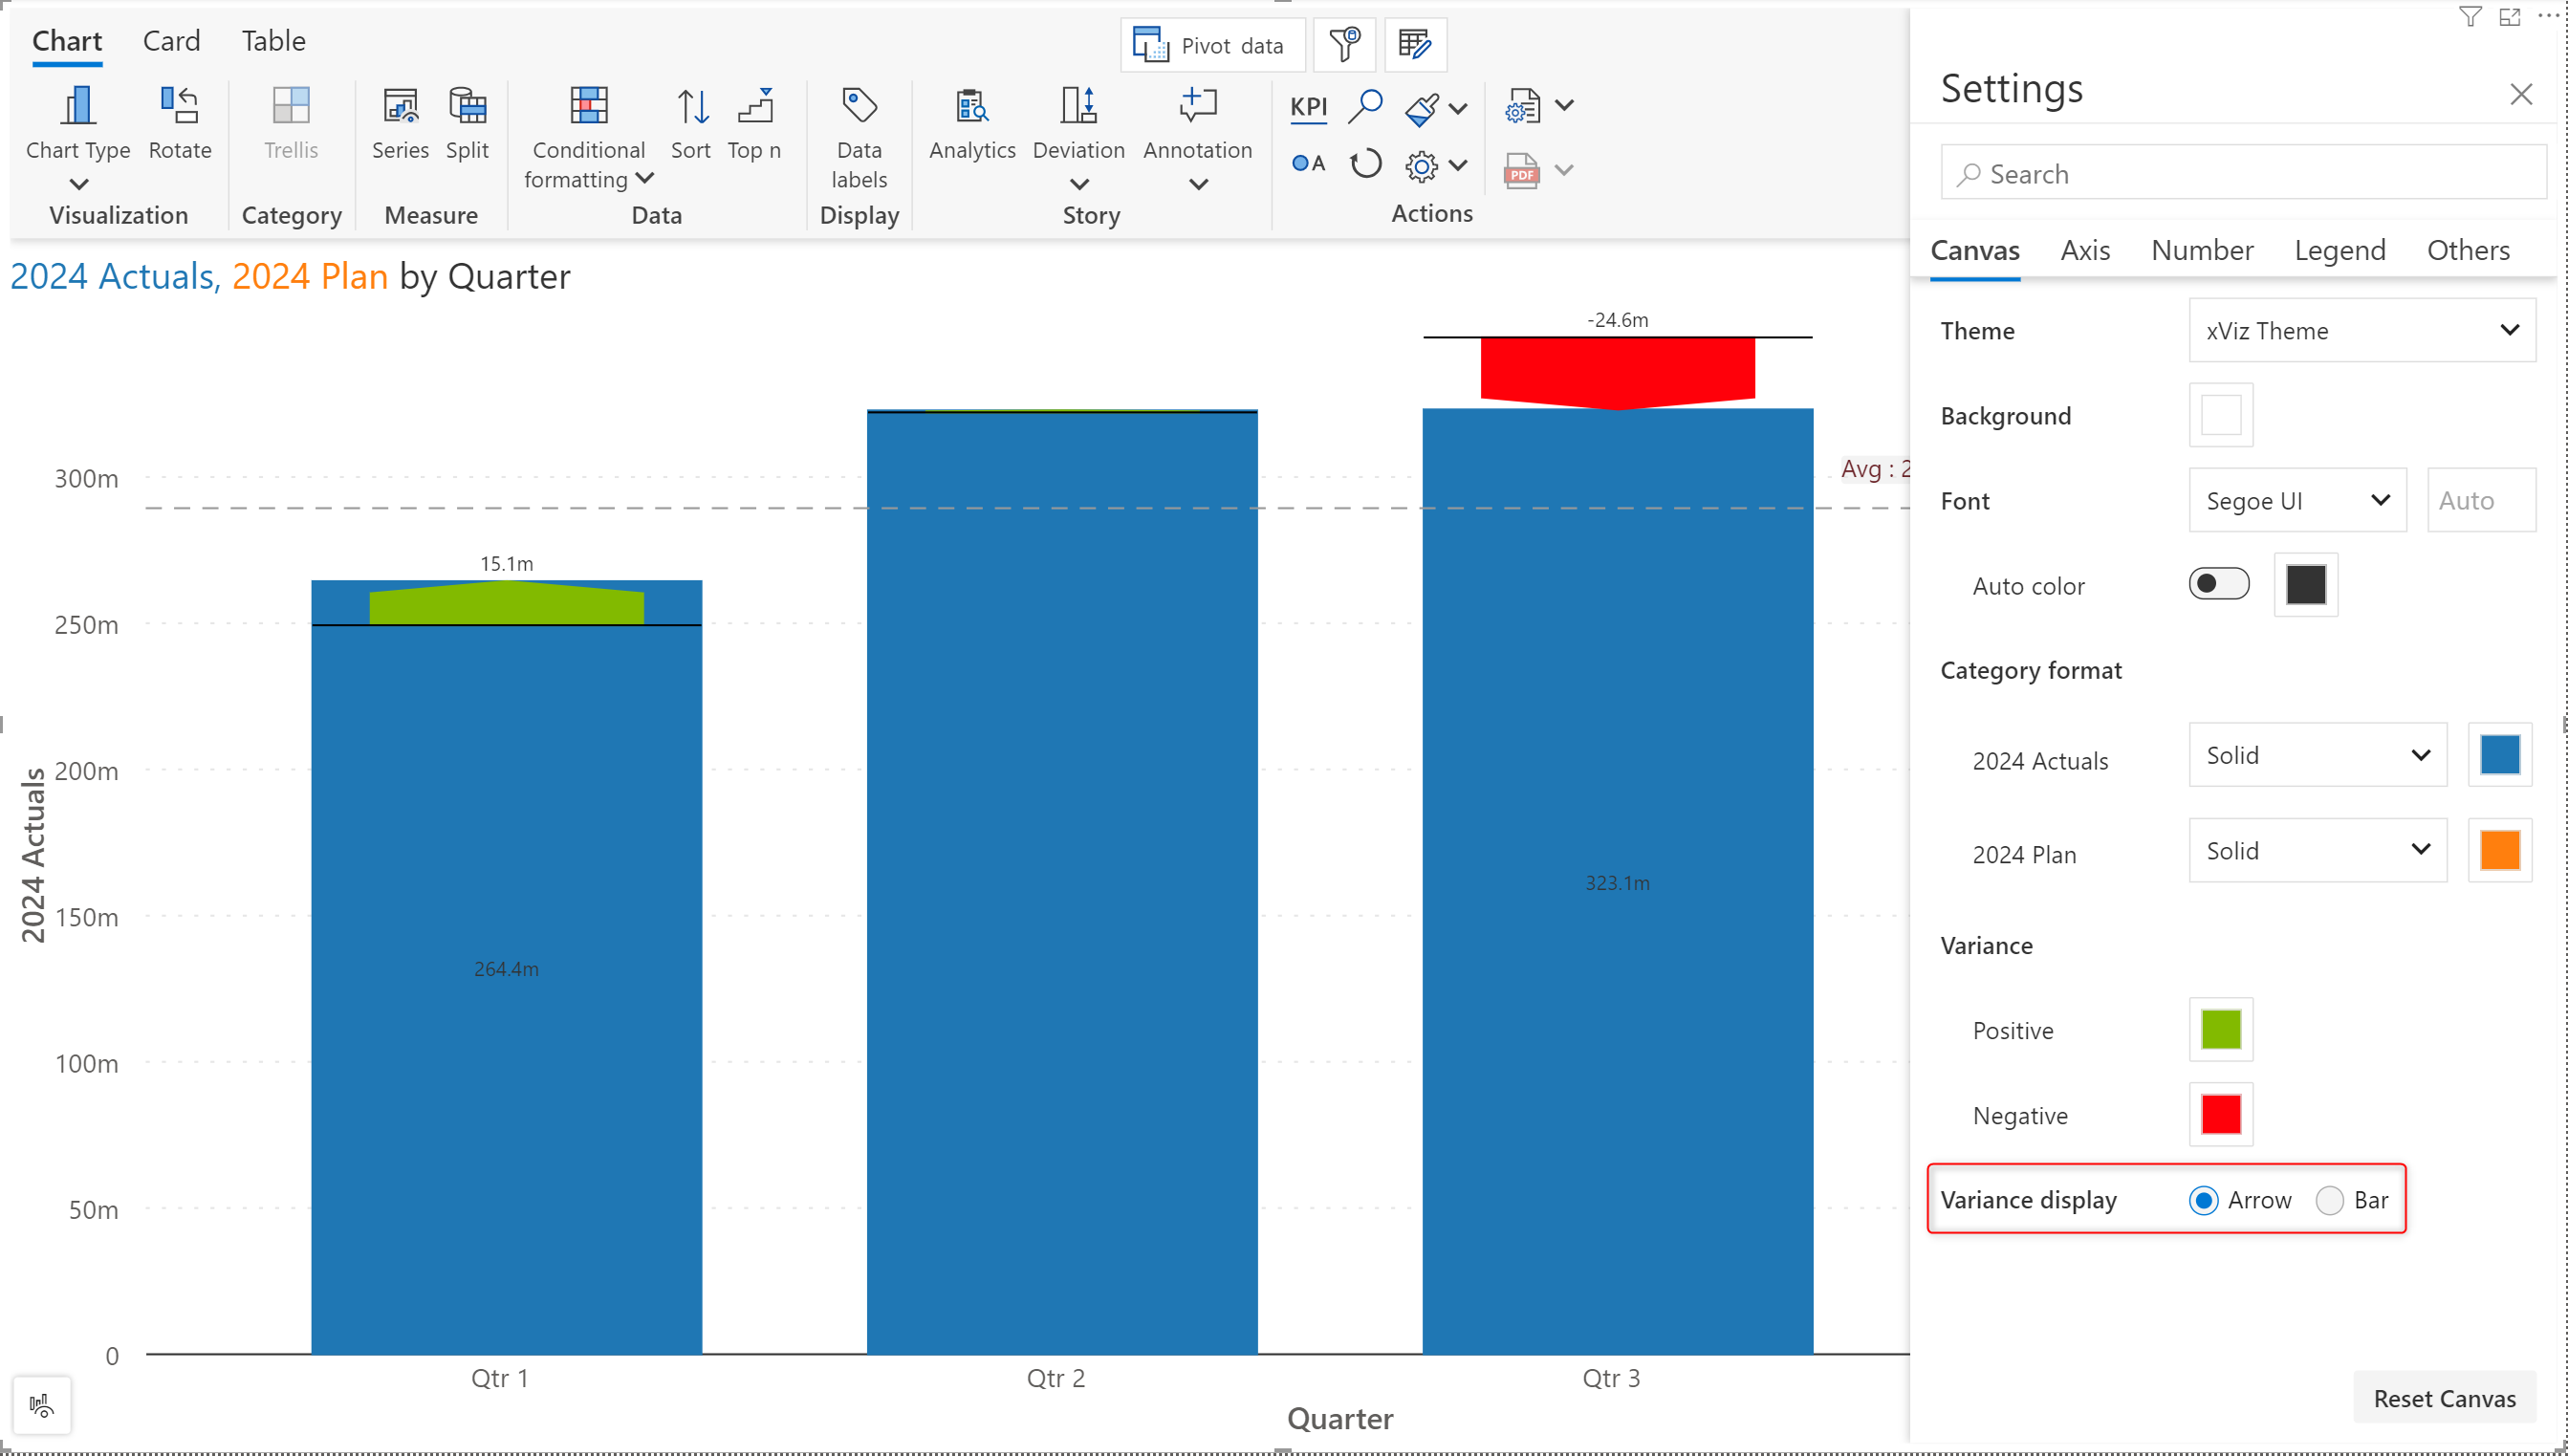 Chart Card Table
Pivot data
Chart Type
Rotate
Visualization
Trellis
Category
Series
Split
Measure
Conditional
formatting
Sort
Top n
Data
Data
labels
Display
Analytics
Deviation
Annotation
Story
KPI
A
PDF
Actions
2024 Actuals, 2024 Plan by Quarter
2024 Actuals
300m
250m
200m
150m
100m
50m
0
15.1m
264.4m
-24.6m
323.1m
Avg : 2
Qtr 1
Qtr 2
Qtr 3
Quarter
Settings
Search
Canvas Axis Number Legend Others
Theme xViz Theme
Background
Font Segoe UI Auto
Auto color
Category format
2024 Actuals Solid
2024 Plan Solid
Variance
Positive
Negative
Variance display Arrow Bar
Reset Canvas